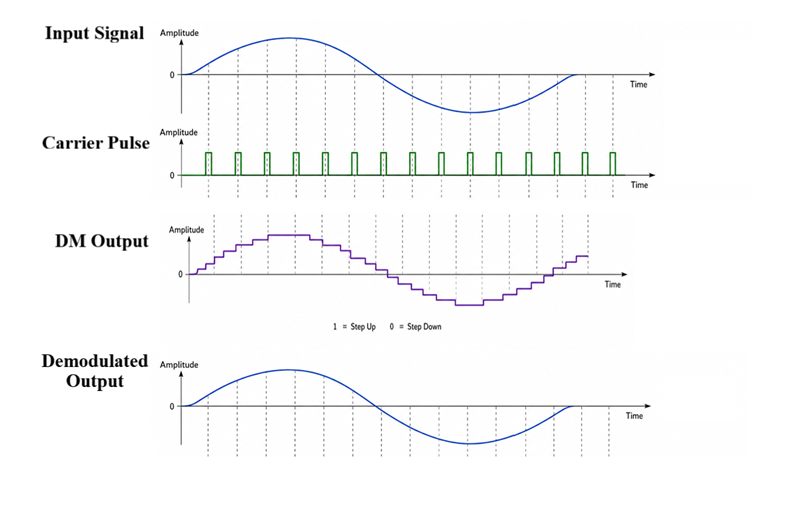 Input Signal
Amplitude
0
Time
Carrier Pulse
Amplitude
0
Time
DM Output
Amplitude
0
Time
1 = Step Up 0 = Step Down
Demodulated
Output
Amplitude
0
Time